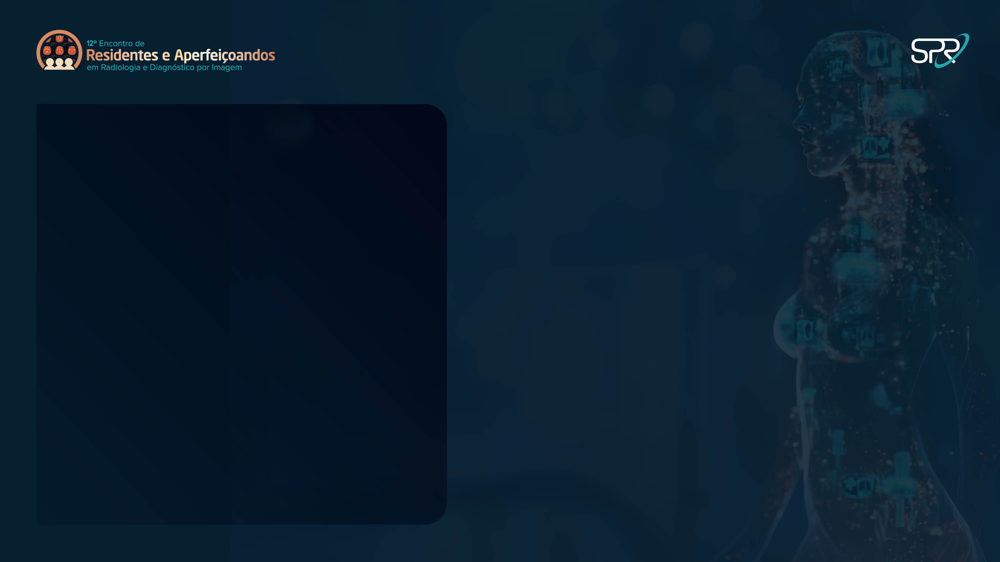 12º Encontro de
Residentes e Aperfeiçoandos
em Radiologia e Diagnóstico por Imagem
SPR